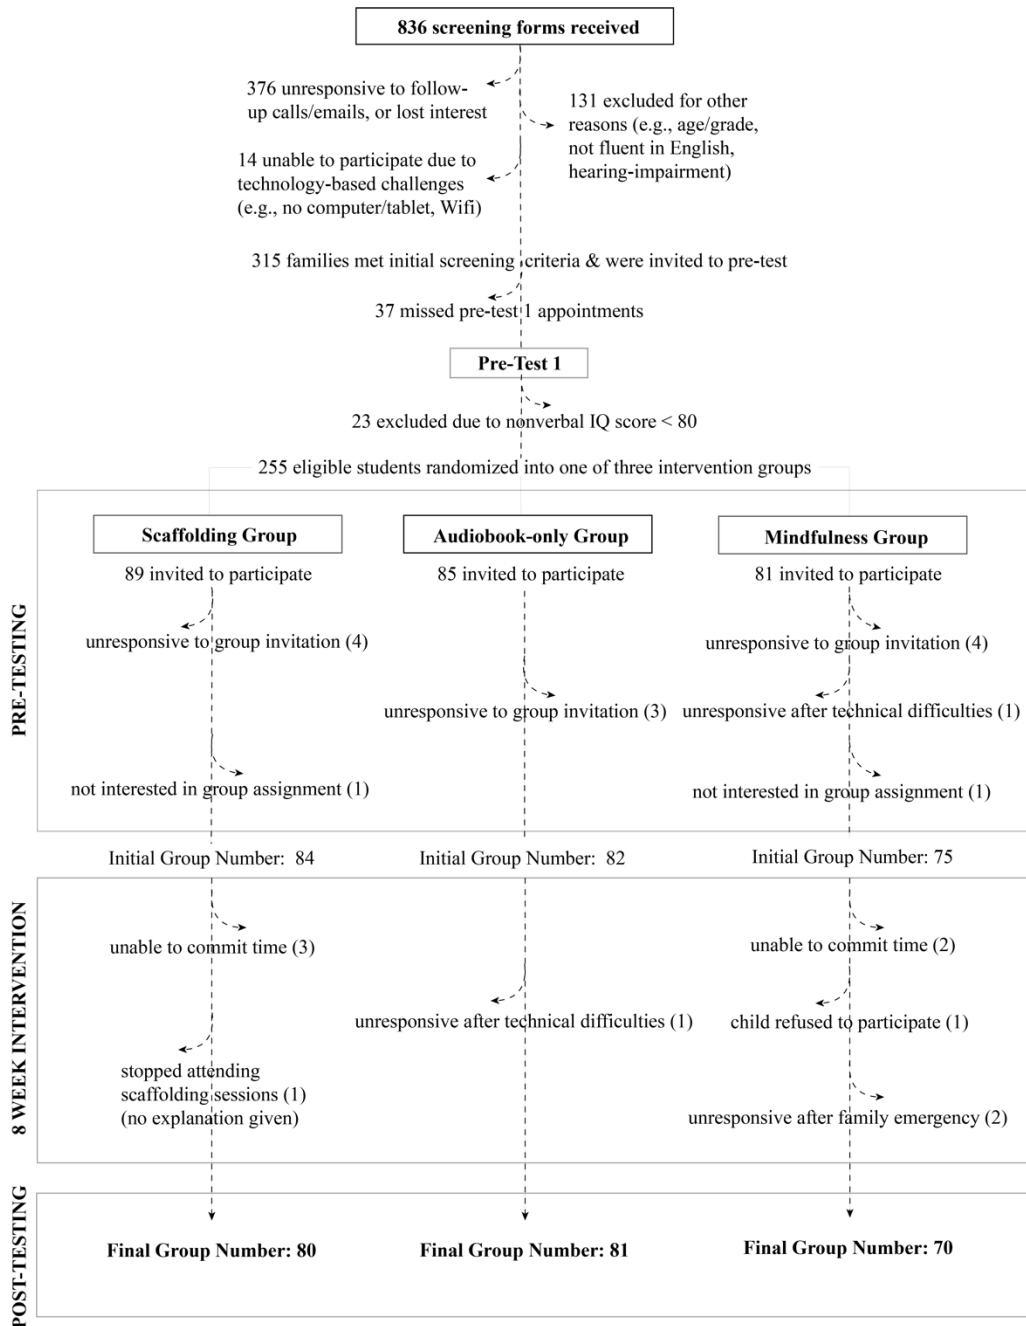 836 screening forms received
376 unresponsive to follow-
up calls/emails, or lost interest
131 excluded for other
reasons (e.g., age/grade,
not fluent in English,
hearing-impairment)
14 unable to participate due to
technology-based challenges
(e.g., no computer/tablet, Wifi)
315 families met initial screening criteria & were invited to pre-test
37 missed pre-test 1 appointments
Pre-Test 1
23 excluded due to nonverbal IQ score < 80
255 eligible students randomized into one of three intervention groups
PRE-TESTING
Scaffolding Group
89 invited to participate
unresponsive to group invitation (4)
not interested in group assignment (1)
Initial Group Number: 84
Audiobook-only Group
85 invited to participate
unresponsive to group invitation (3)
Initial Group Number: 82
Mindfulness Group
81 invited to participate
unresponsive to group invitation (4)
unresponsive after technical difficulties (1)
not interested in group assignment (1)
Initial Group Number: 75
8 WEEK INTERVENTION
unable to commit time (3)
stopped attending
scaffolding sessions (1)
(no explanation given)
unresponsive after technical difficulties (1)
unable to commit time (2)
child refused to participate (1)
unresponsive after family emergency (2)
POST-TESTING
Final Group Number: 80
Final Group Number: 81
Final Group Number: 70